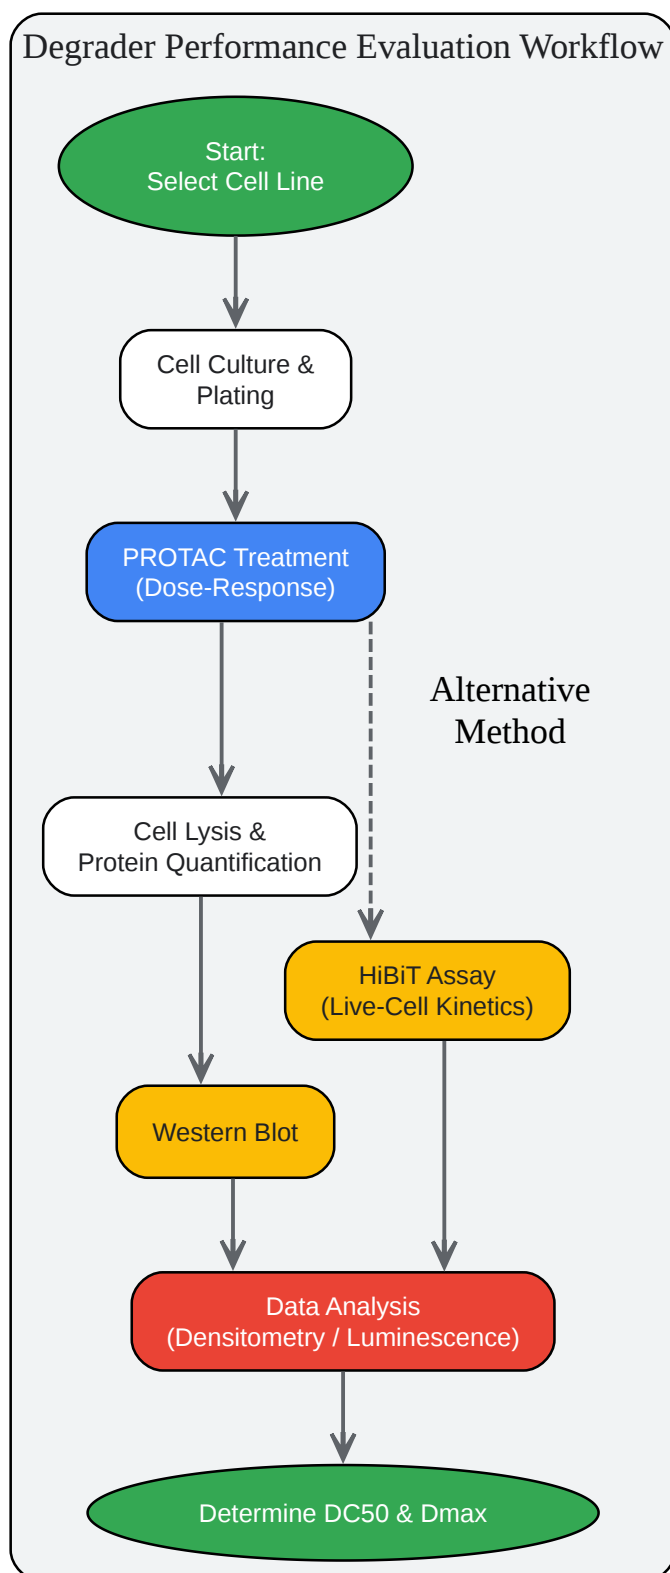 Degrader Performance Evaluation Workflow
Start:
Select Cell Line
Cell Culture &
Plating
PROTAC Treatment
(Dose-Response)
Alternative
Method
Cell Lysis &
Protein Quantification
HiBiT Assay
(Live-Cell Kinetics)
Western Blot
Data Analysis
(Densitometry / Luminescence)
Determine DC50 & Dmax